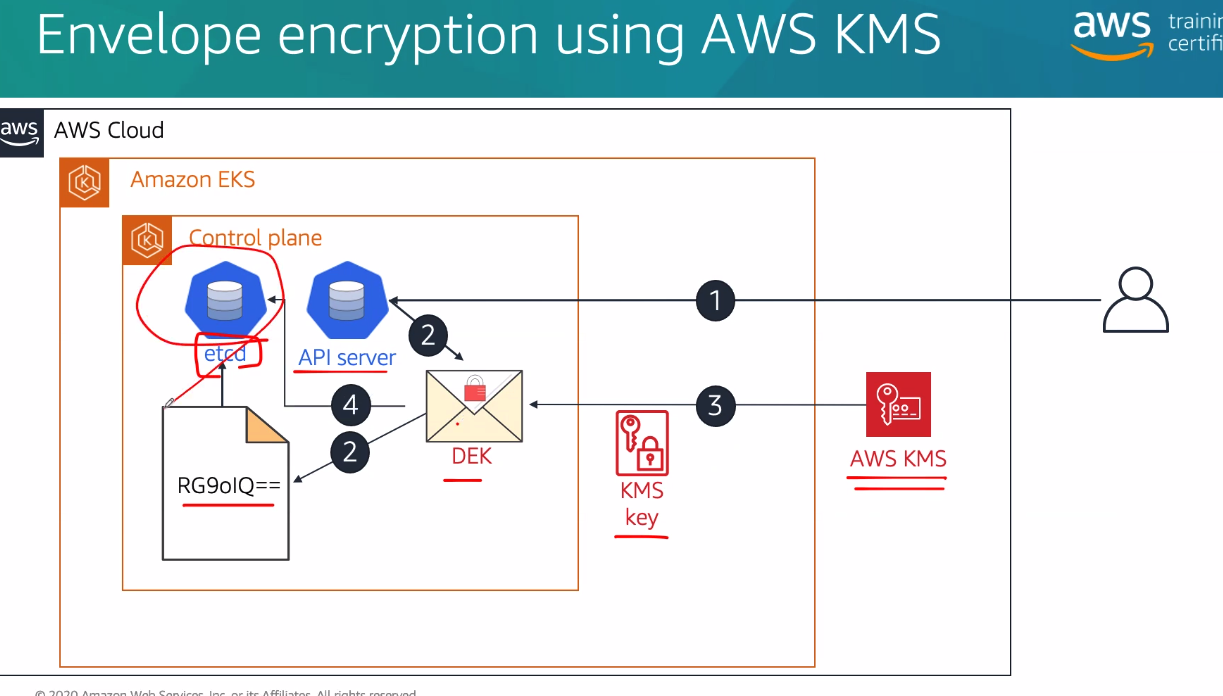 Envelope encryption using AWS KMS
aws
aws
AWS Cloud
Amazon EKS
Control plane
1
2
etcd
API server
4
3
2
DEK
AWS KMS
RG9oIQ==
KMS
key
© 2020 Amazon Web Services, Inc. or its Affiliates. All rights reserved.